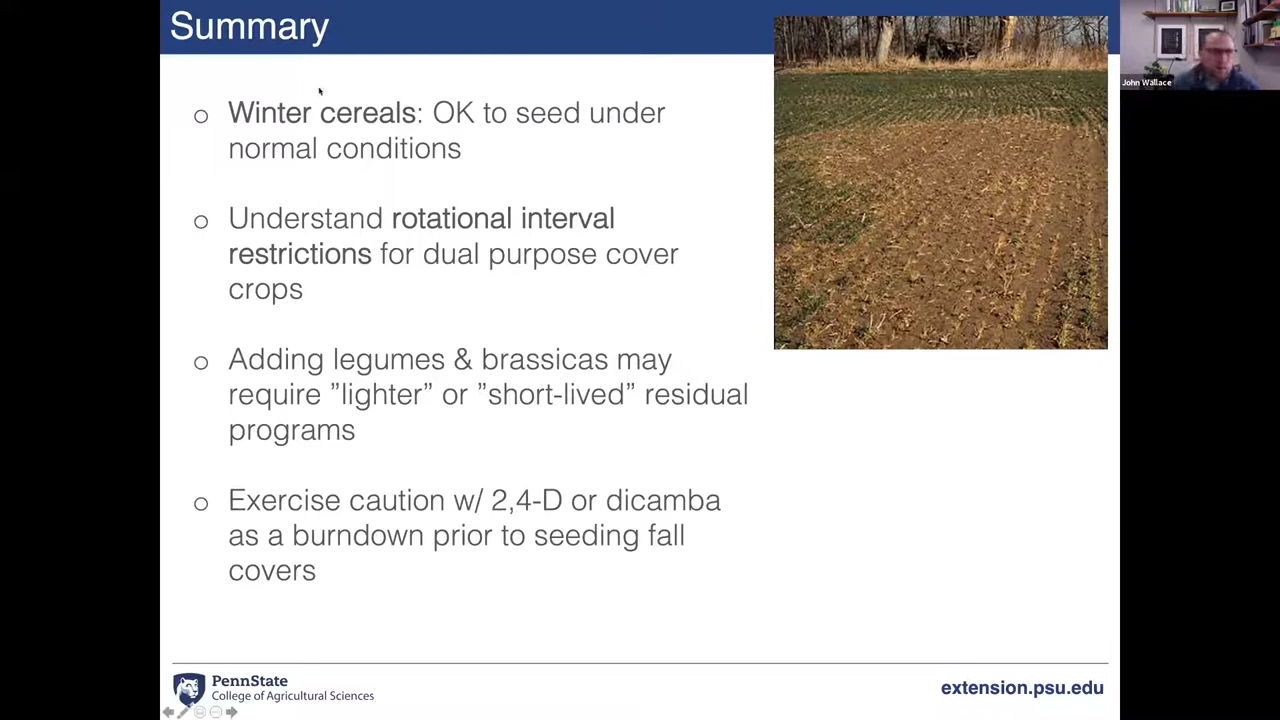 Summary
John Wallace
○ Winter cereals: OK to seed under
normal conditions
○ Understand rotational interval
restrictions for dual purpose cover
crops
○ Adding legumes & brassicas may
require ”lighter” or ”short-lived” residual
programs
○ Exercise caution w/ 2,4-D or dicamba
as a burndown prior to seeding fall
covers
PennState
College of Agricultural Sciences
extension.psu.edu